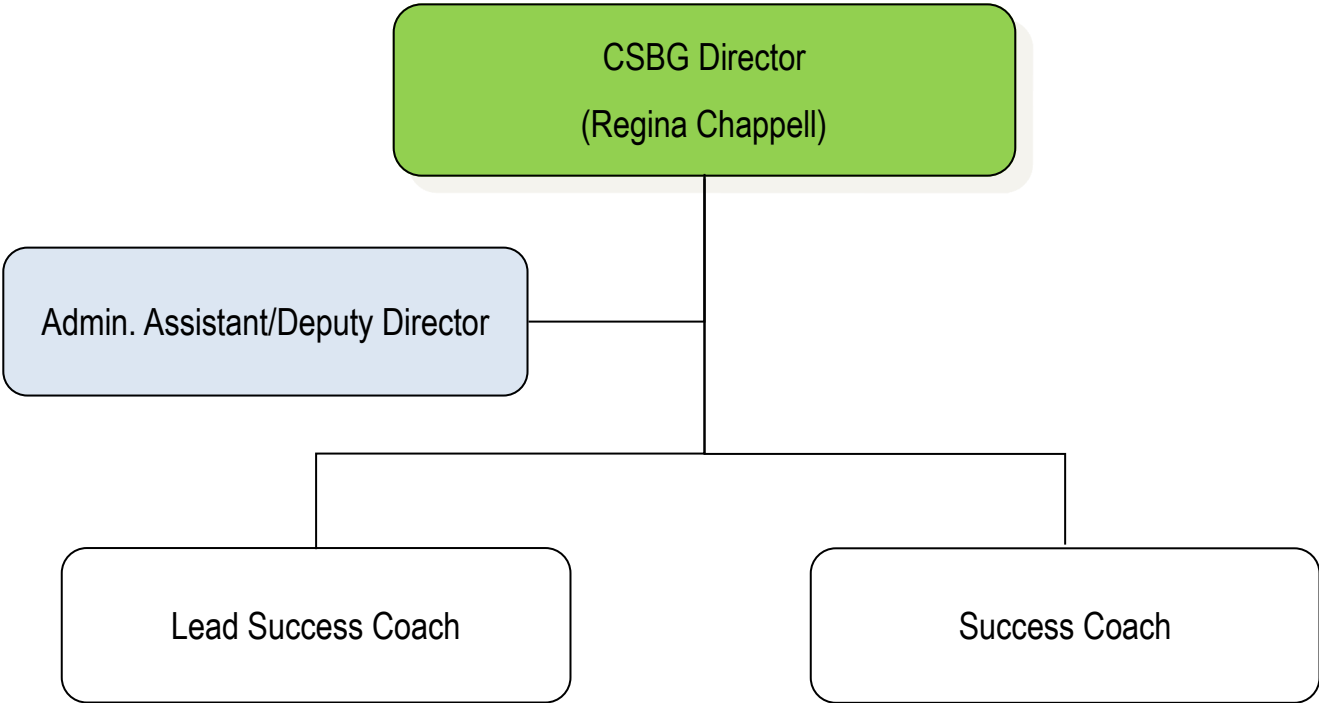 CSBG Director
(Regina Chappell)
Admin. Assistant/Deputy Director
Lead Success Coach
Success Coach